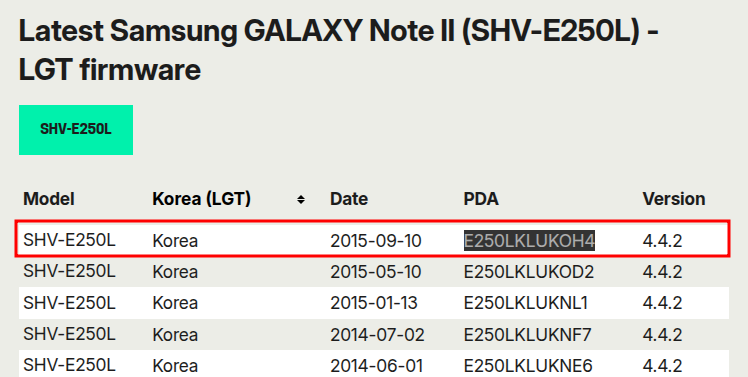 Latest Samsung GALAXY Note II (SHV-E250L) -
LGT firmware
SHV-E250L
Model Korea (LGT) Date PDA Version
SHV-E250L Korea 2015-09-10 E250LKLUKOH4 4.4.2
SHV-E250L Korea 2015-05-10 E250LKLUKOD2 4.4.2
SHV-E250L Korea 2015-01-13 E250LKLUKNL1 4.4.2
SHV-E250L Korea 2014-07-02 E250LKLUKNF7 4.4.2
SHV-E250L Korea 2014-06-01 E250LKLUKNE6 4.4.2